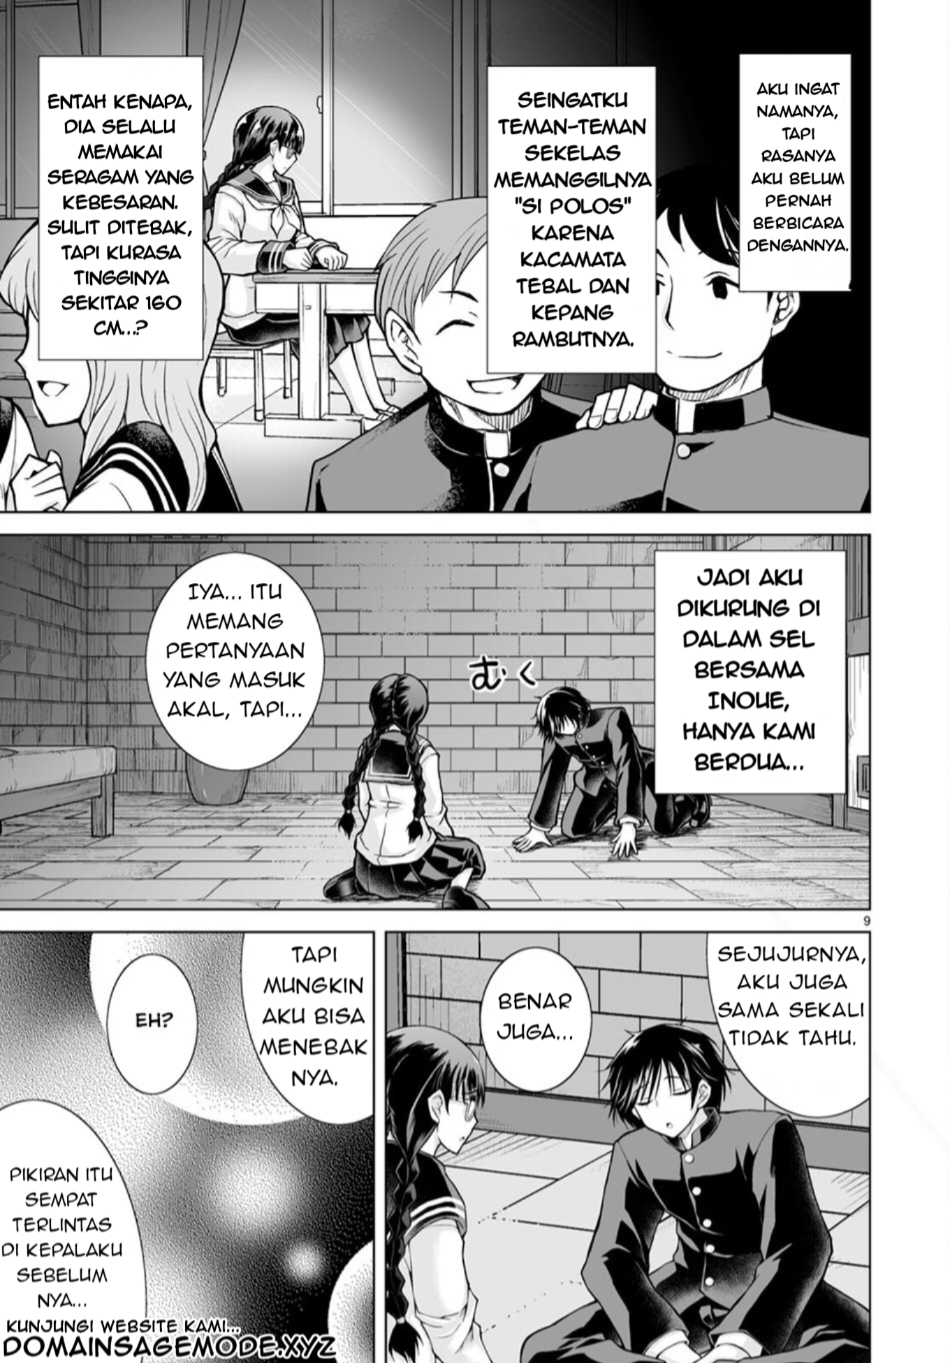 AKU INGAT
NAMANYA,
TAPI
RASANYA
AKU BELUM
PERNAH
BERBICARA
DENGANNYA.
SEINGATKU
TEMAN-TEMAN
SEKELAS
MEMANGGILNYA
"SI POLOS"
KARENA
KACAMATA
TEBAL DAN
KEPANG
RAMBUTNYA.
ENTAH KENAPA,
DIA SELALU
MEMAKAI
SERAGAM YANG
KEBESARAN.
SULIT DITEBAK,
TAPI KURASA
TINGGINYA
SEKITAR 160
CM...?
JADI AKU
DIKURUNG DI
DALAM SEL
BERSAMA
INOUE,
HANYA KAMI
BERDUA...
むく
IYA... ITU
MEMANG
PERTANYAAN
YANG MASUK
AKAL, TAPI...
9
SEJUJURNYA,
AKU JUGA
SAMA SEKALI
TIDAK TAHU.
BENAR
JUGA...
TAPI
MUNGKIN
AKU BISA
MENEBAK
NYA.
EH?
PIKIRAN ITU
SEMPAT
TERLINTAS
DI KEPALAKU
SEBELUM
NYA...
KUNJUNGI WEBSITE KAMI...
DOMAINSAGEMODE.XYZ